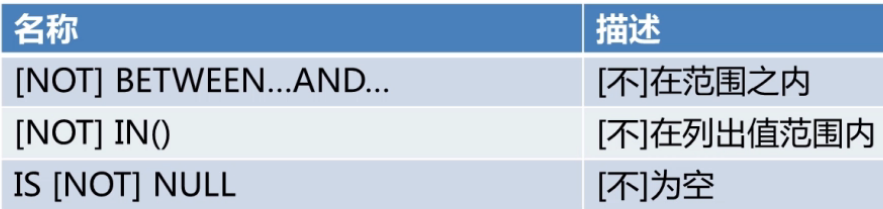 名称 描述
[NOT] BETWEEN...AND... [不]在范围之内
[NOT] IN() [不]在列出值范围内
IS [NOT] NULL [不]为空